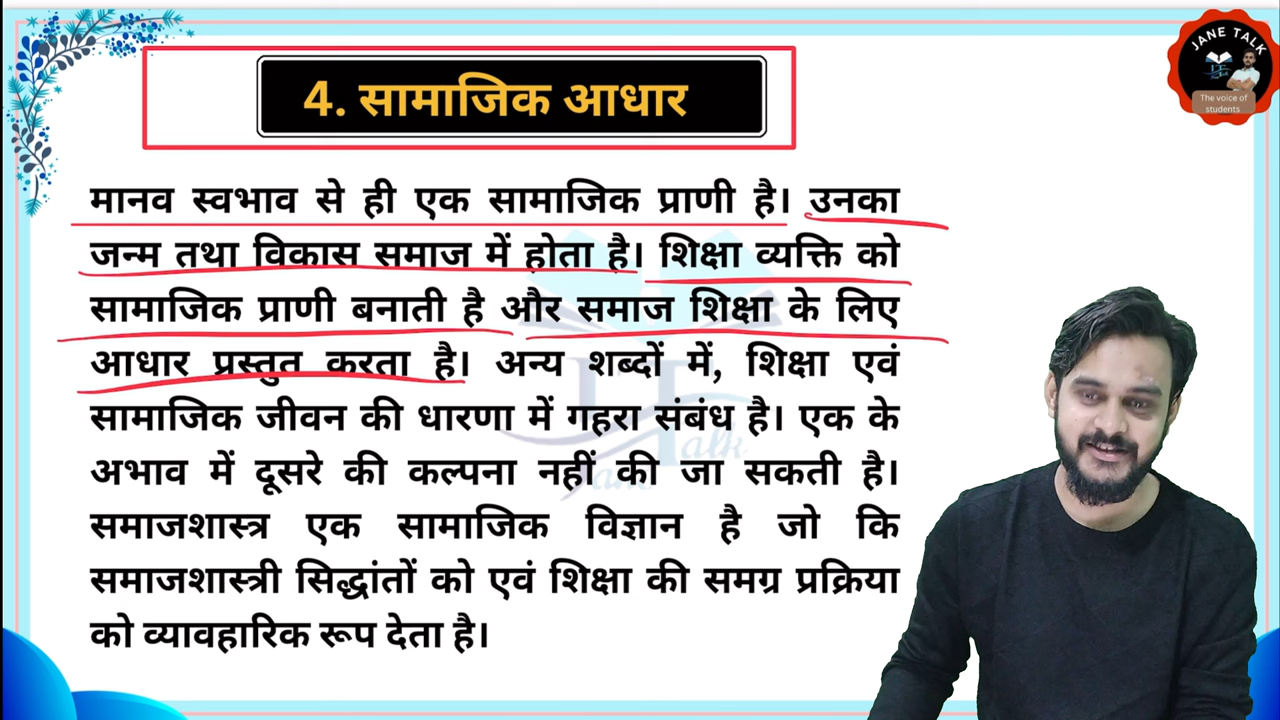 4. सामाजिक आधार
JANE TALK
The voice of
students
मानव स्वभाव से ही एक सामाजिक प्राणी है। उनका
जन्म तथा विकास समाज में होता है। शिक्षा व्यक्ति को
सामाजिक प्राणी बनाती है और समाज शिक्षा के लिए
आधार प्रस्तुत करता है। अन्य शब्दों में, शिक्षा एवं
सामाजिक जीवन की धारणा में गहरा संबंध है। एक के
अभाव में दूसरे की कल्पना नहीं की जा सकती है।
समाजशास्त्र एक सामाजिक विज्ञान है जो कि
समाजशास्त्री सिद्धांतों को एवं शिक्षा की समग्र प्रक्रिया
को व्यावहारिक रूप देता है।